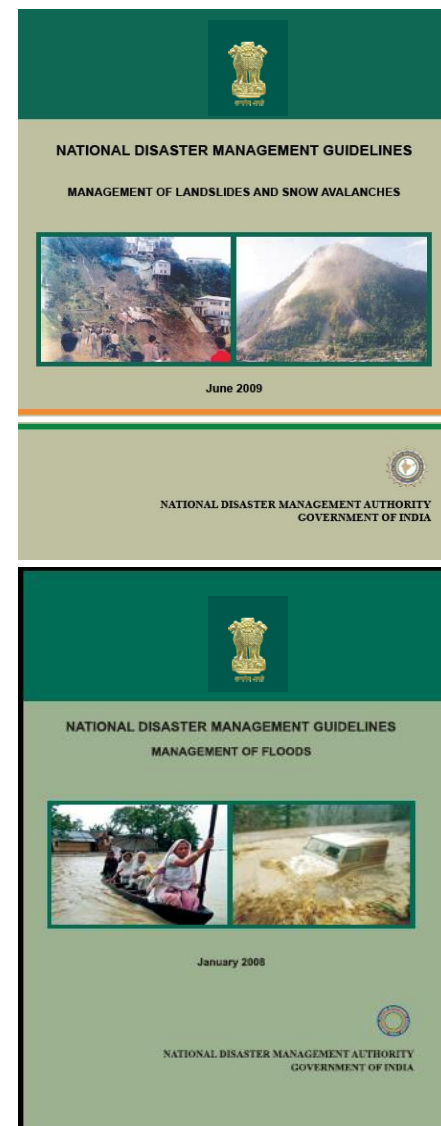 NATIONAL DISASTER MANAGEMENT GUIDELINES
MANAGEMENT OF LANDSLIDES AND SNOW AVALANCHES
June 2009
NATIONAL DISASTER MANAGEMENT AUTHORITY
GOVERNMENT OF INDIA
NATIONAL DISASTER MANAGEMENT GUIDELINES
MANAGEMENT OF FLOODS
January 2008
NATIONAL DISASTER MANAGEMENT AUTHORITY
GOVERNMENT OF INDIA